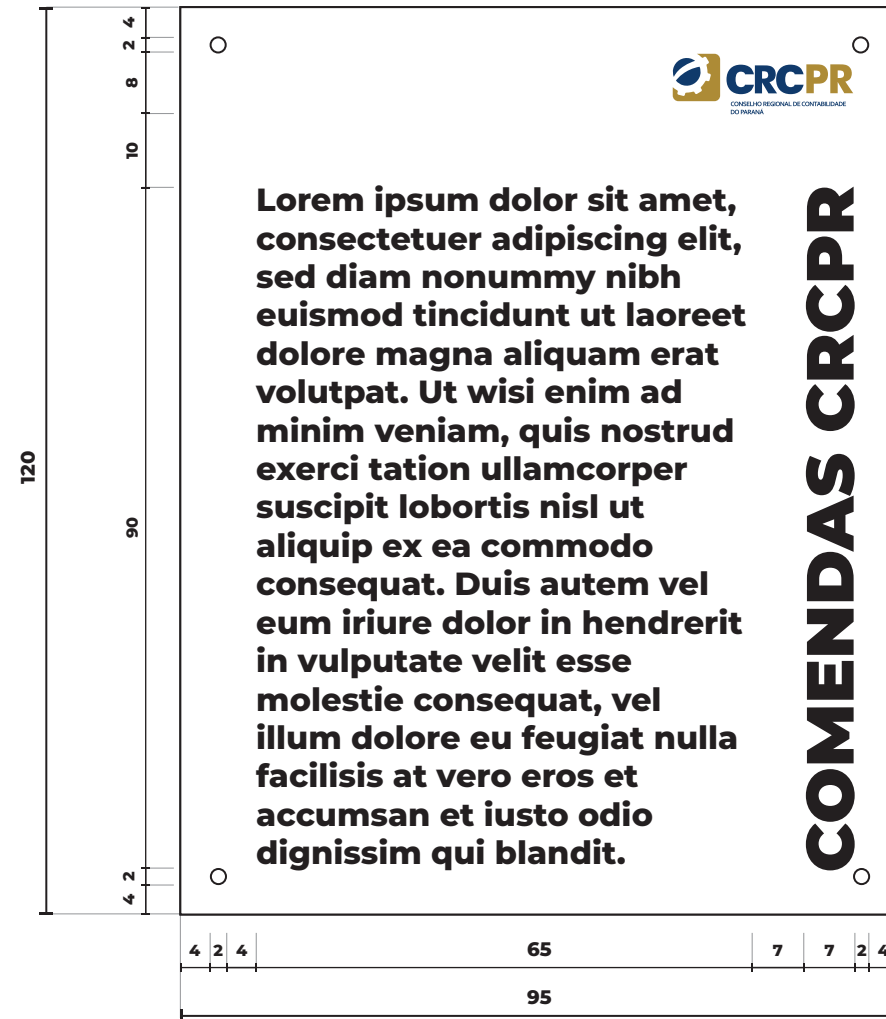 4
2
8
10
90
2
4
120
CRCPR
CONSELHO REGIONAL DE CONTABILIDADE
DO PARANÁ
Lorem ipsum dolor sit amet,
consectetuer adipiscing elit,
sed diam nonummy nibh
euismod tincidunt ut laoreet
dolore magna aliquam erat
volutpat. Ut wisi enim ad
minim veniam, quis nostrud
exerci tation ullamcorper
suscipit lobortis nisl ut
aliquip ex ea commodo
consequat. Duis autem vel
eum iriure dolor in hendrerit
in vulputate velit esse
molestie consequat, vel
illum dolore eu feugiat nulla
facilisis at vero eros et
accumsan et iusto odio
dignissim qui blandit.
COMENDAS CRCPR
4 2 4 65 7 7 2 4
95